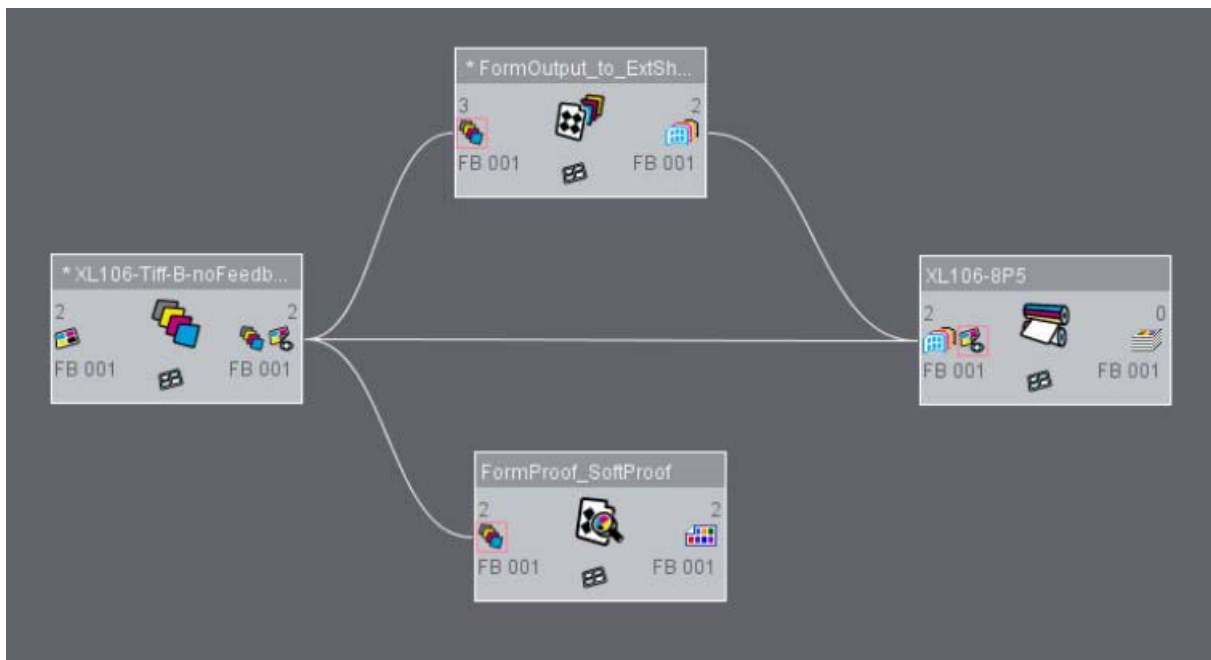 * FormOutput_to_ExtSh...
3 2
FB 001 FB 001
* XL106-Tiff-B-noFeedb...
2 2
FB 001 FB 001
XL106-8P5
2 0
FB 001 FB 001
FormProof_SoftProof
2 2
FB 001 FB 001